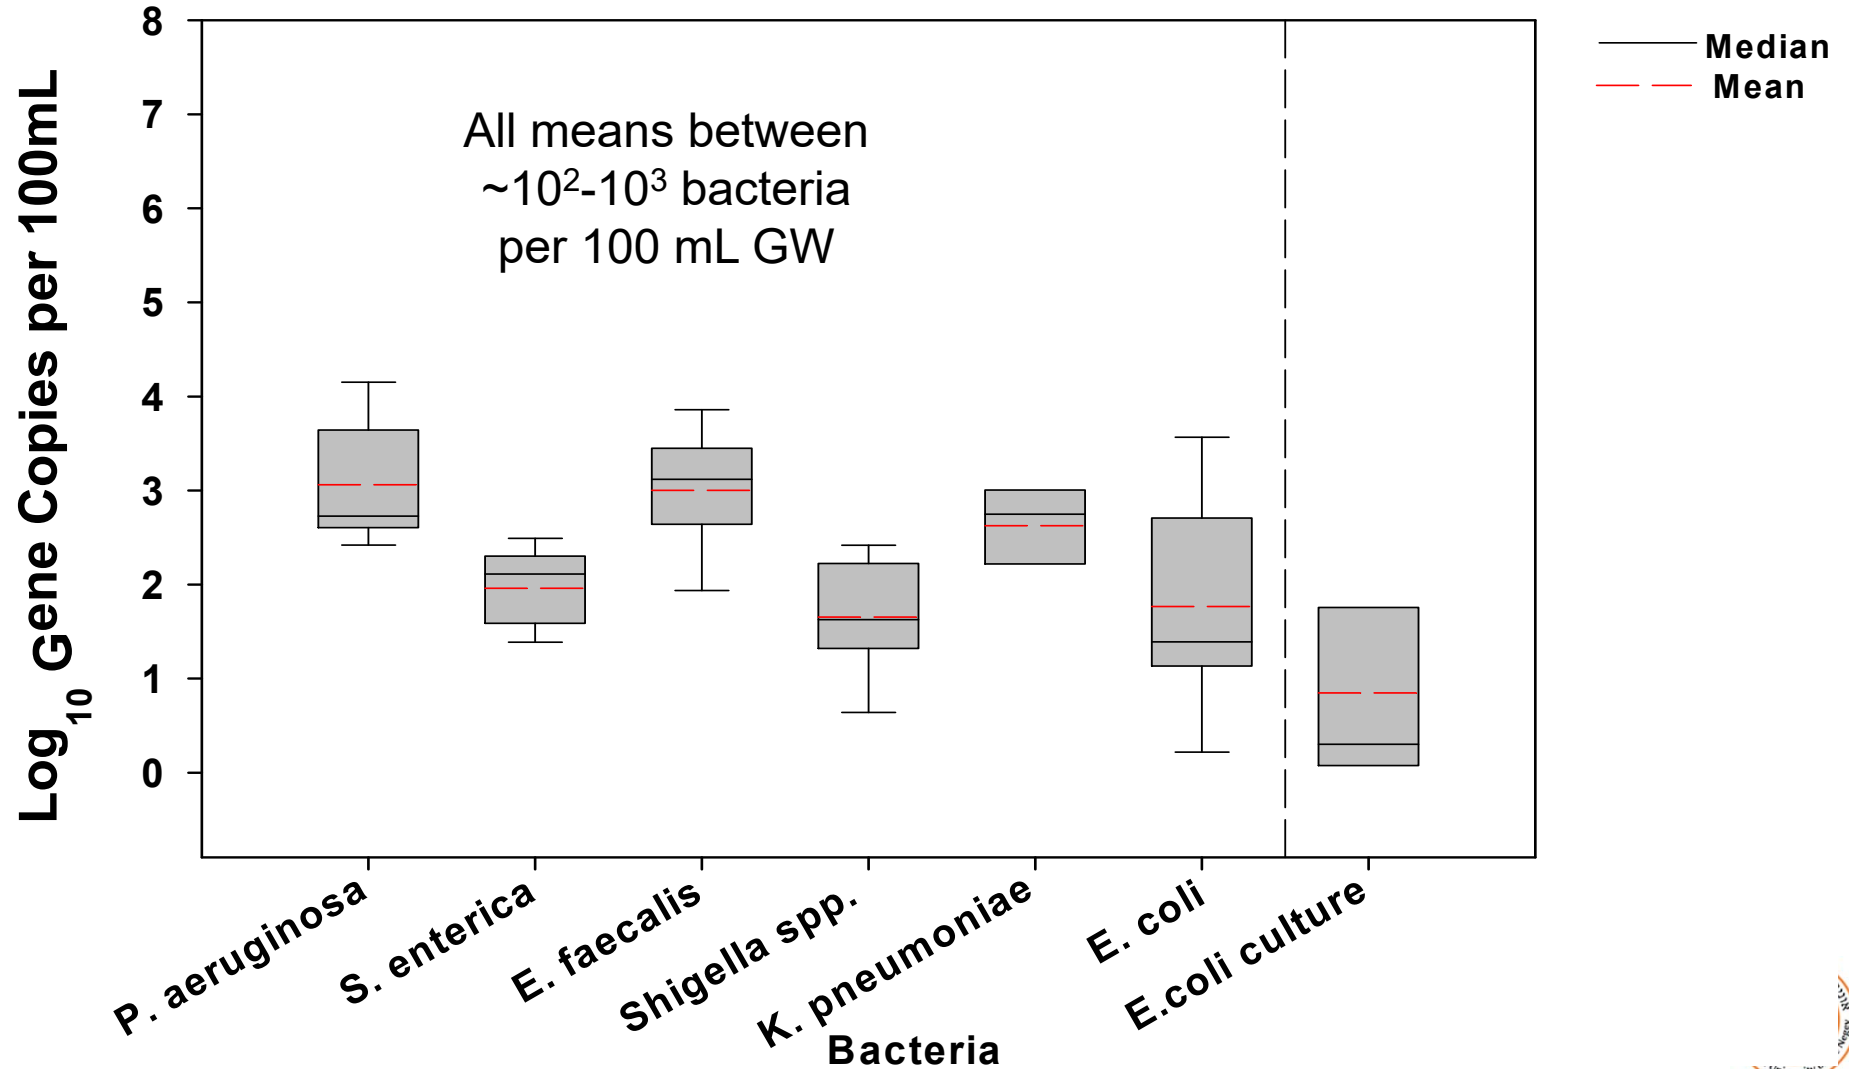 8
7
6
5
4
3
2
1
0
Log₁₀ Gene Copies per 100mL
Median
Mean
All means between
~10²-10³ bacteria
per 100 mL GW
P. aeruginosa
S. enterica
E. faecalis
Shigella spp.
K. pneumoniae
E. coli
E.coli culture
Bacteria